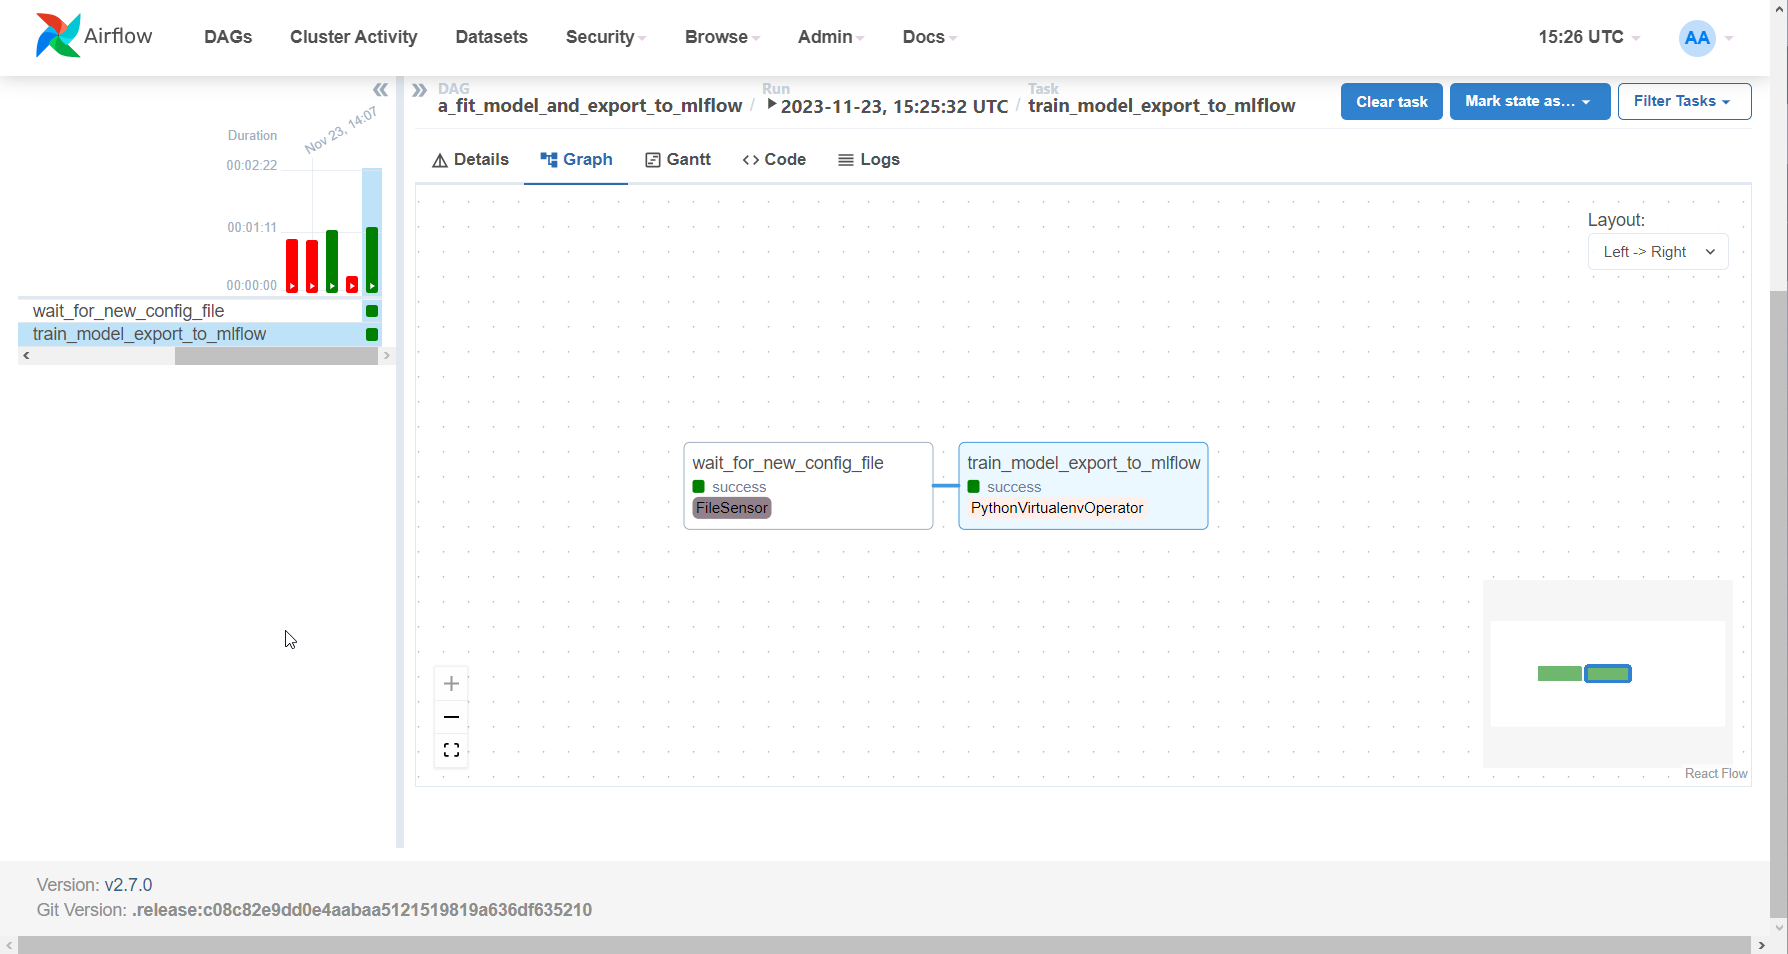 Airflow
DAGs
Cluster Activity
Datasets
Security
Browse
Admin
Docs
15:26 UTC
AA
DAG
a_fit_model_and_export_to_mlflow
/
Run
2023-11-23, 15:25:32 UTC
/
Task
train_model_export_to_mlflow
Clear task
Mark state as...
Filter Tasks
Nov 23, 14:07
Duration
00:02:22
00:01:11
00:00:00
wait_for_new_config_file
train_model_export_to_mlflow
Details
Graph
Gantt
Code
Logs
Layout:
Left -> Right
wait_for_new_config_file
success
FileSensor
train_model_export_to_mlflow
success
PythonVirtualenvOperator
React Flow
Version: v2.7.0
Git Version: .release:c08c82e9dd0e4aabaa5121519819a636df635210